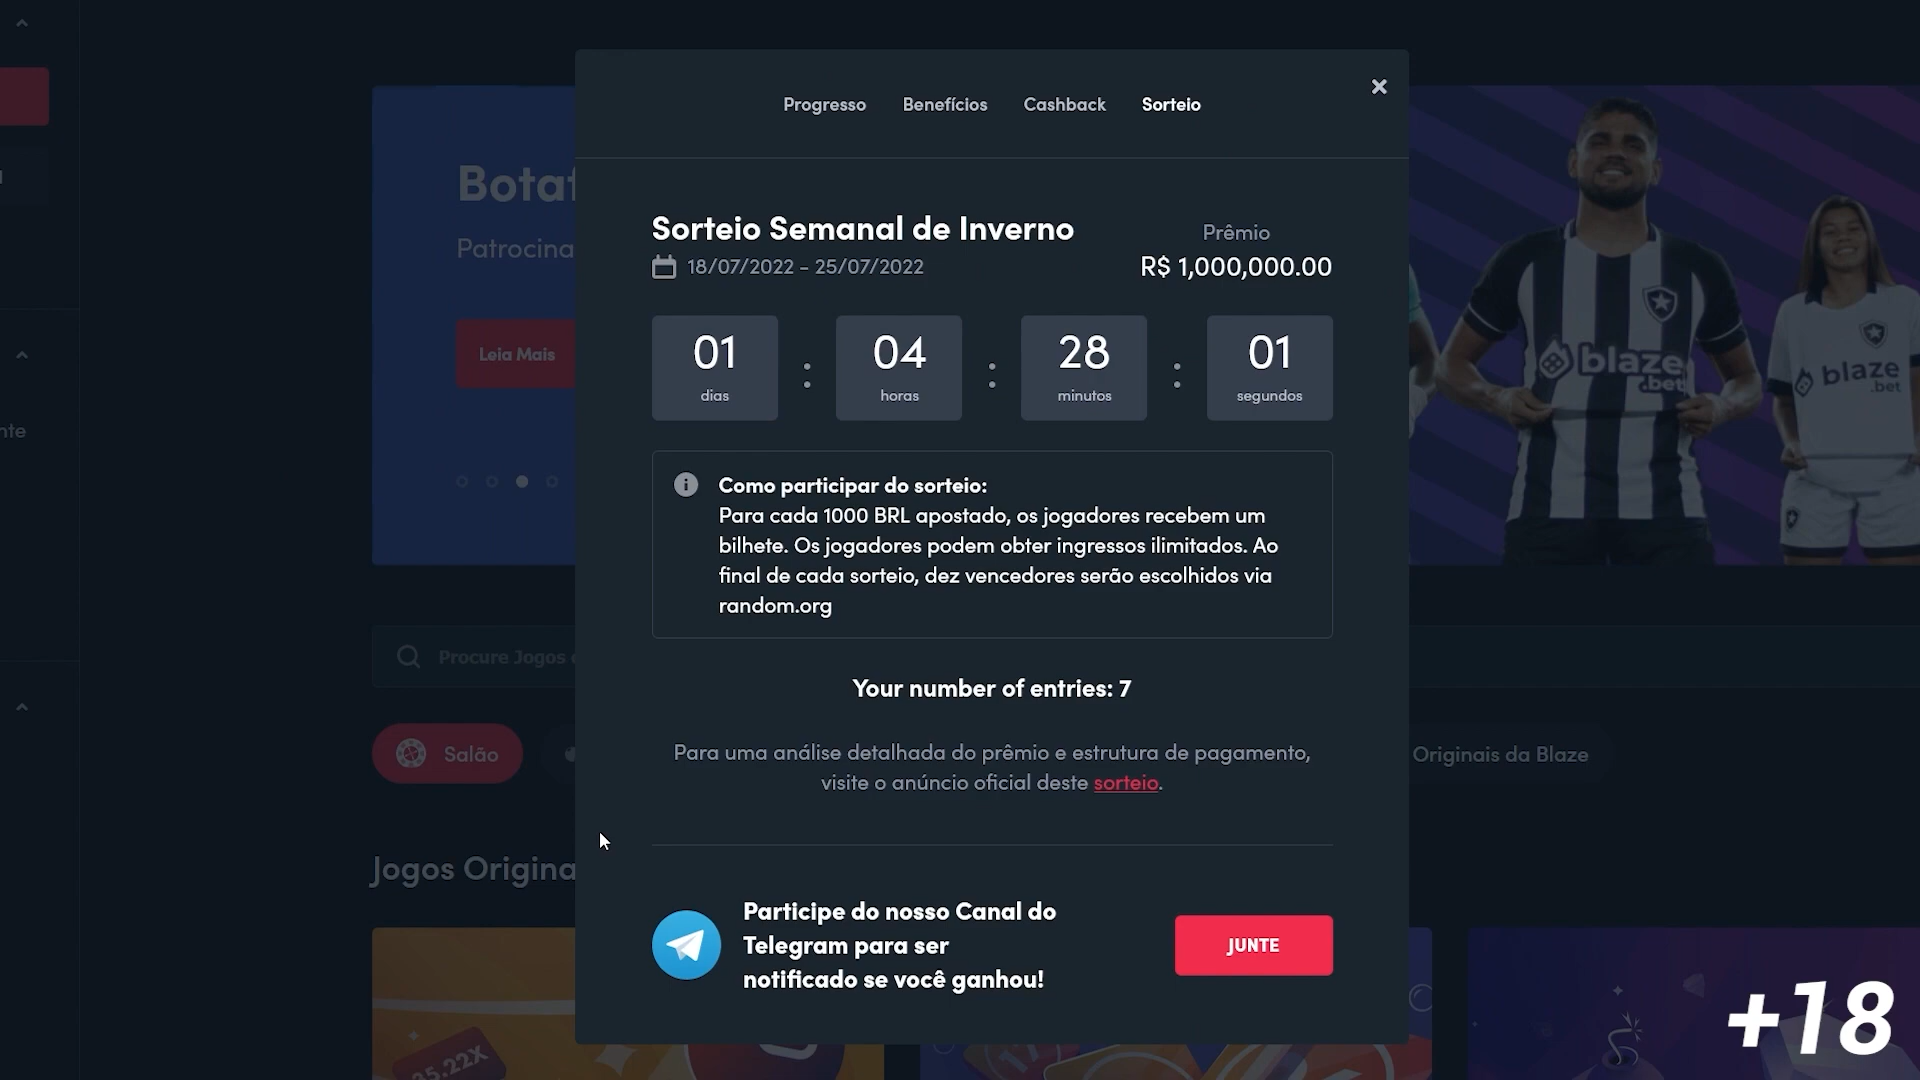 Progresso Benefícios Cashback Sorteio
Sorteio Semanal de Inverno
18/07/2022 - 25/07/2022
Prêmio
R$ 1,000,000.00
01 : 04 : 28 : 01
dias horas minutos segundos
Como participar do sorteio:
Para cada 1000 BRL apostado, os jogadores recebem um
bilhete. Os jogadores podem obter ingressos ilimitados. Ao
final de cada sorteio, dez vencedores serão escolhidos via
random.org
Your number of entries: 7
Para uma análise detalhada do prêmio e estrutura de pagamento,
visite o anúncio oficial deste sorteio.
Participe do nosso Canal do
Telegram para ser
notificado se você ganhou!
JUNTE
Botaf
Patrocina
Leia Mais
nte
blaze
.bet
blaze
.bet
Procure Jogos
Salão
Originais da Blaze
Jogos Origina
35.22X
+18